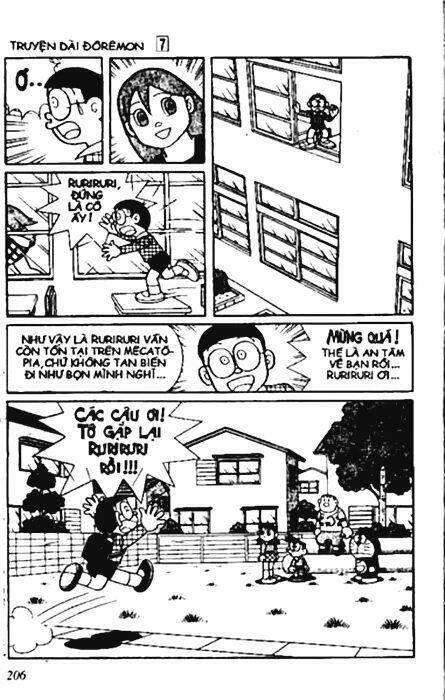 TRUYỆN DÀI ĐÔRÊMON 7
Ơ...
RURIRURI,
ĐÚNG
LÀ CÔ
ẤY!
NHƯ VẬY LÀ RURIRURI VẪN
CÒN TỒN TẠI TRÊN MECATÔ-
PIA, CHỨ KHÔNG TAN BIẾN
ĐI NHƯ BỌN MÌNH NGHĨ...
MỪNG QUÁ!
THẾ LÀ AN TÂM
VỀ BẠN RỒI...
RURIRURI ƠI...
CÁC CẬU ƠI!
TỚ GẶP LẠI
RURIRURI
RỒI!!!
206